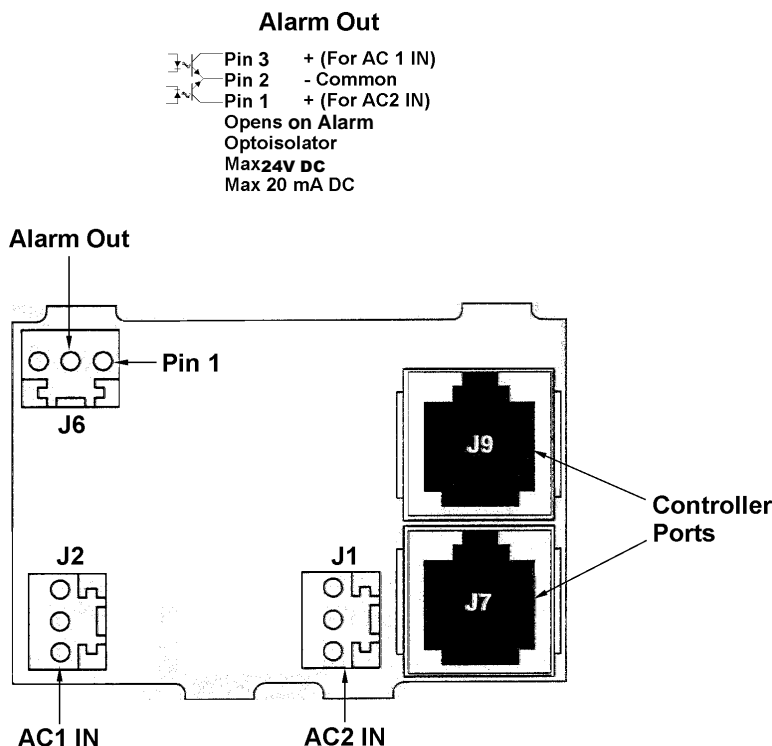 Alarm Out
Pin 3 + (For AC 1 IN)
Pin 2 - Common
Pin 1 + (For AC2 IN)
Opens on Alarm
Optoisolator
Max24V DC
Max 20 mA DC
Alarm Out
Pin 1
J6
J9
Controller
Ports
J2
J1
J7
AC1 IN
AC2 IN